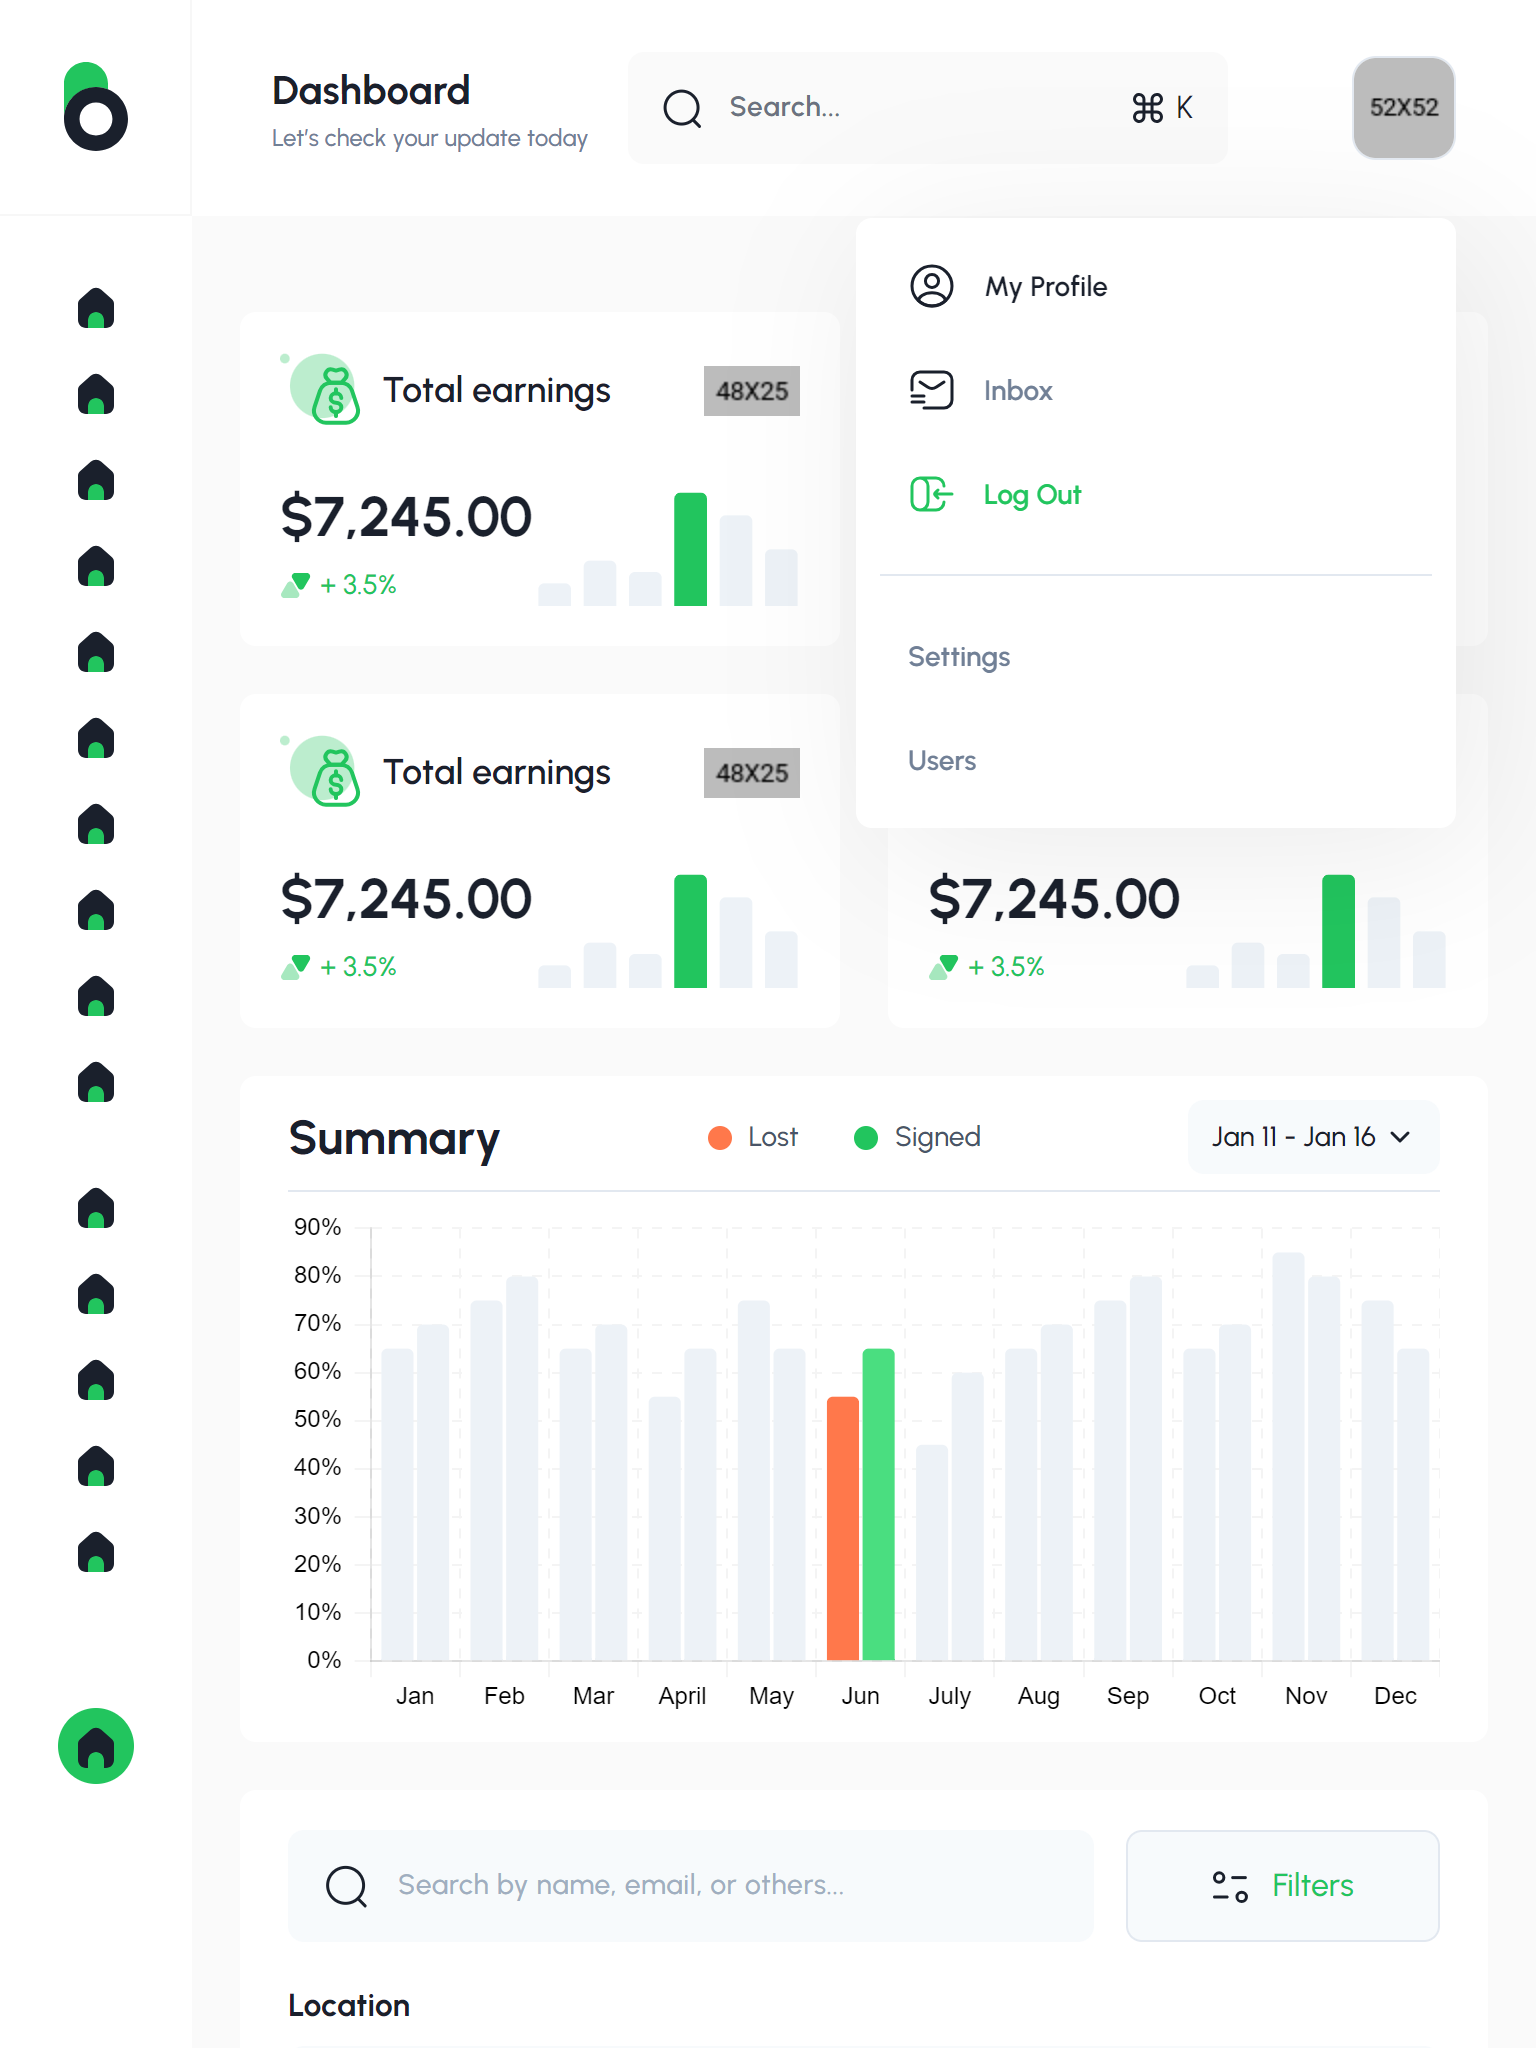 Dashboard
Let's check your update today
Search...
⌘ K
52X52
My Profile
Inbox
Log Out
Settings
Users
Total earnings
48X25
$7,245.00
+ 3.5%
Total earnings
48X25
$7,245.00
+ 3.5%
$7,245.00
+ 3.5%
Summary
Lost
Signed
Jan 11 - Jan 16
90%
80%
70%
60%
50%
40%
30%
20%
10%
0%
Jan Feb Mar April May Jun July Aug Sep Oct Nov Dec
Search by name, email, or others...
Filters
Location